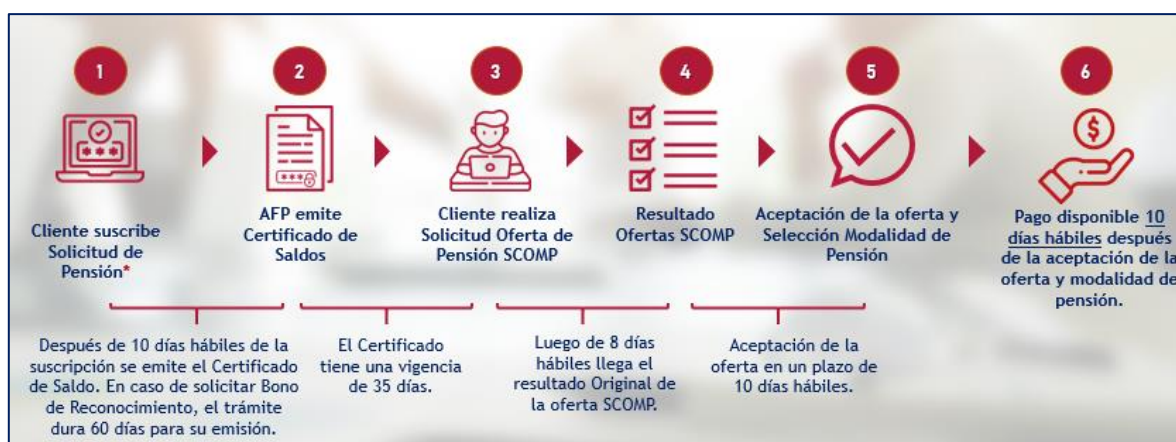 1
2
3
4
5
6
Cliente suscribe
Solicitud de
Pensión*
AFP emite
Certificado de
Saldos
Cliente realiza
Solicitud Oferta de
Pensión SCOMP
Resultado
Ofertas SCOMP
Aceptación de la oferta y
Selección Modalidad de
Pensión
Pago disponible 10
días hábiles después
de la aceptación de la
oferta y modalidad de
pensión.
Después de 10 días hábiles de la
suscripción se emite el Certificado
de Saldo. En caso de solicitar Bono
de Reconocimiento, el trámite
dura 60 días para su emisión.
El Certificado
tiene una vigencia
de 35 días.
Luego de 8 días
hábiles llega el
resultado Original de
la oferta SCOMP.
Aceptación de la
oferta en un plazo de
10 días hábiles.